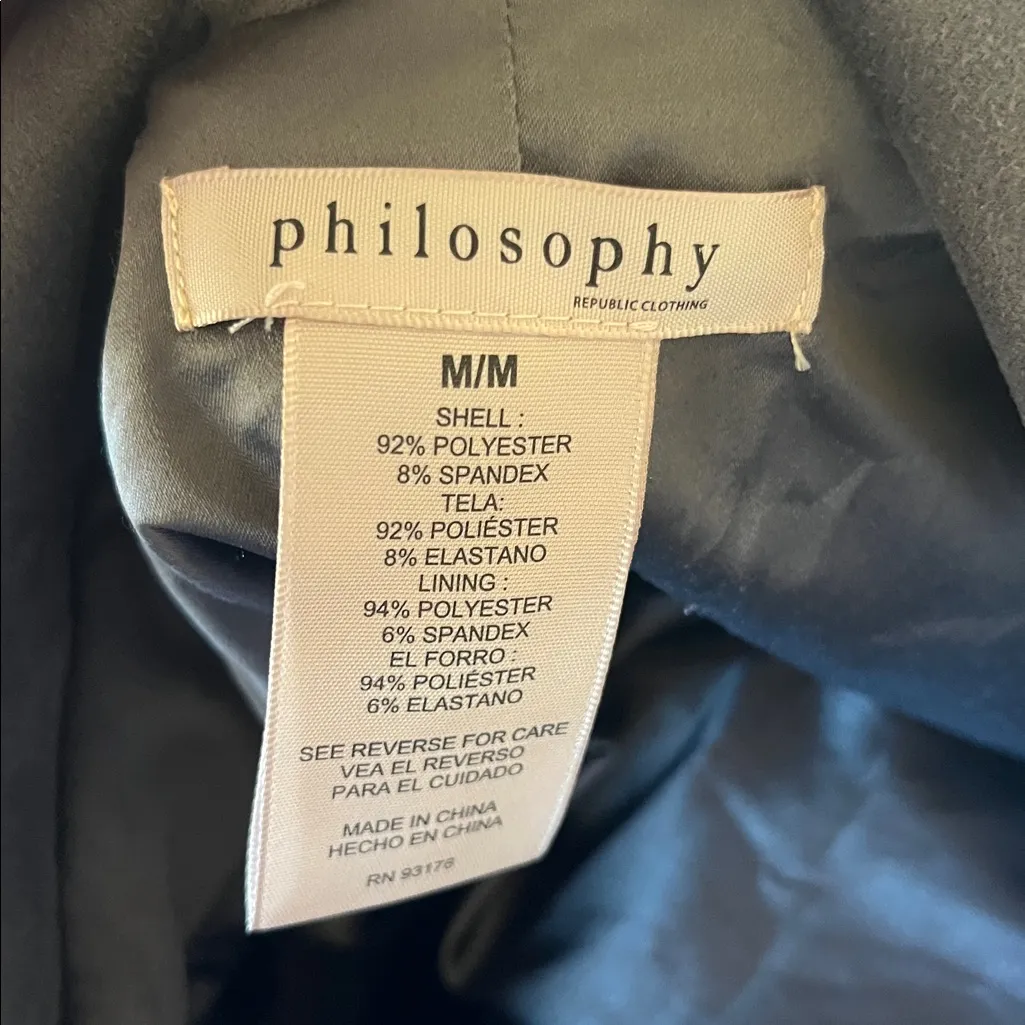 philosophy
REPUBLIC CLOTHING
M/M
SHELL :
92% POLYESTER
8% SPANDEX
TELA:
92% POLIÉSTER
8% ELASTANO
LINING :
94% POLYESTER
6% SPANDEX
EL FORRO :
94% POLIÉSTER
6% ELASTANO
SEE REVERSE FOR CARE
VEA EL REVERSO
PARA EL CUIDADO
MADE IN CHINA
HECHO EN CHINA
RN 93176